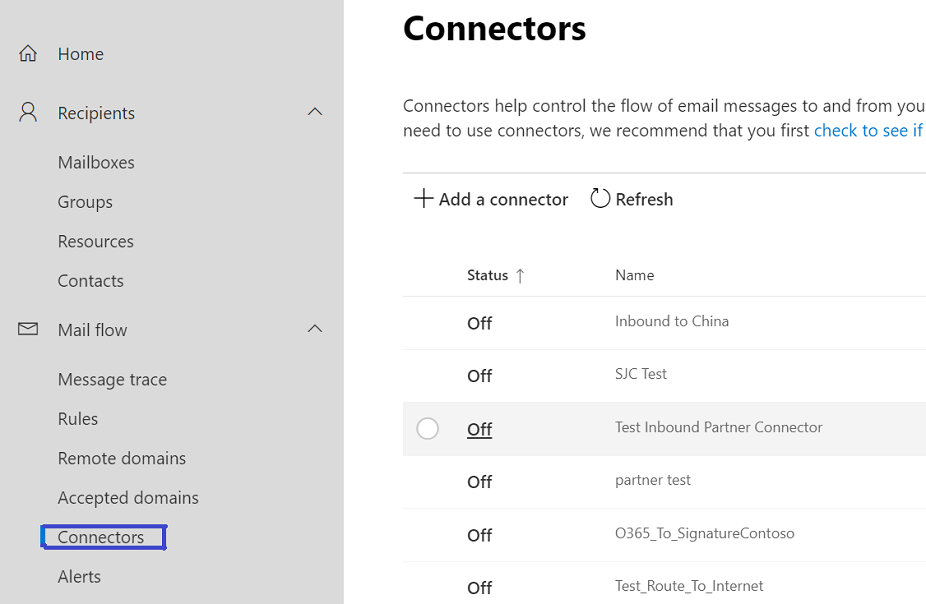 Home
Recipients
Mailboxes
Groups
Resources
Contacts
Mail flow
Message trace
Rules
Remote domains
Accepted domains
Connectors
Alerts
Connectors
Connectors help control the flow of email messages to and from you
need to use connectors, we recommend that you first check to see if
Add a connector Refresh
Status ↑ Name
Off Inbound to China
Off SJC Test
Off Test Inbound Partner Connector
Off partner test
Off O365_To_SignatureContoso
Off Test_Route_To_Internet